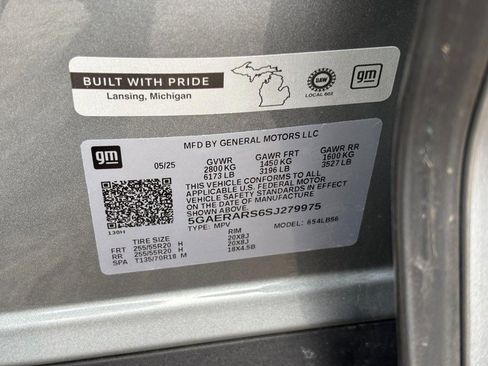 BUILT WITH PRIDE
Lansing, Michigan
UAW
LOCAL 602
gm
gm
MFD BY GENERAL MOTORS LLC
05/25 GVWR GAWR FRT GAWR RR
2800 KG 1450 KG 1600 KG
6173 LB 3196 LB 3527 LB
THIS VEHICLE CONFORMS TO ALL
APPLICABLE U.S. FEDERAL MOTOR
VEHICLE SAFETY STANDARDS IN
EFFECT ON THE DATE OF
MANUFACTURE SHOWN ABOVE.
5GAERARS6SJ279975
TYPE: MPV MODEL: 654LB56
130H
TIRE SIZE RIM
FRT 255/55R20 H 20X8J
RR 255/55R20 H 20X8J
SPA T135/70R18 M 18X4.5B